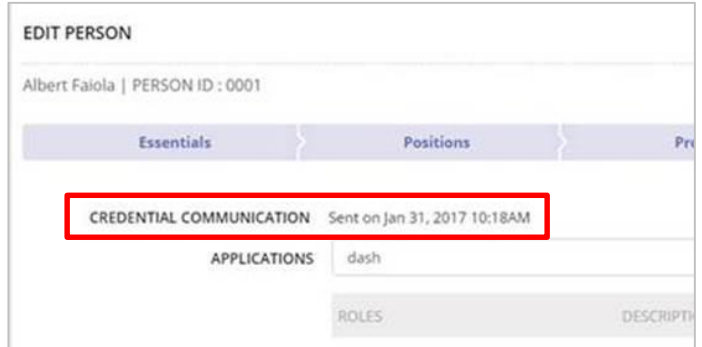 EDIT PERSON
Albert Faiola | PERSON ID : 0001
Essentials Positions
CREDENTIAL COMMUNICATION Sent on Jan 31, 2017 10:18AM
APPLICATIONS dash
ROLES